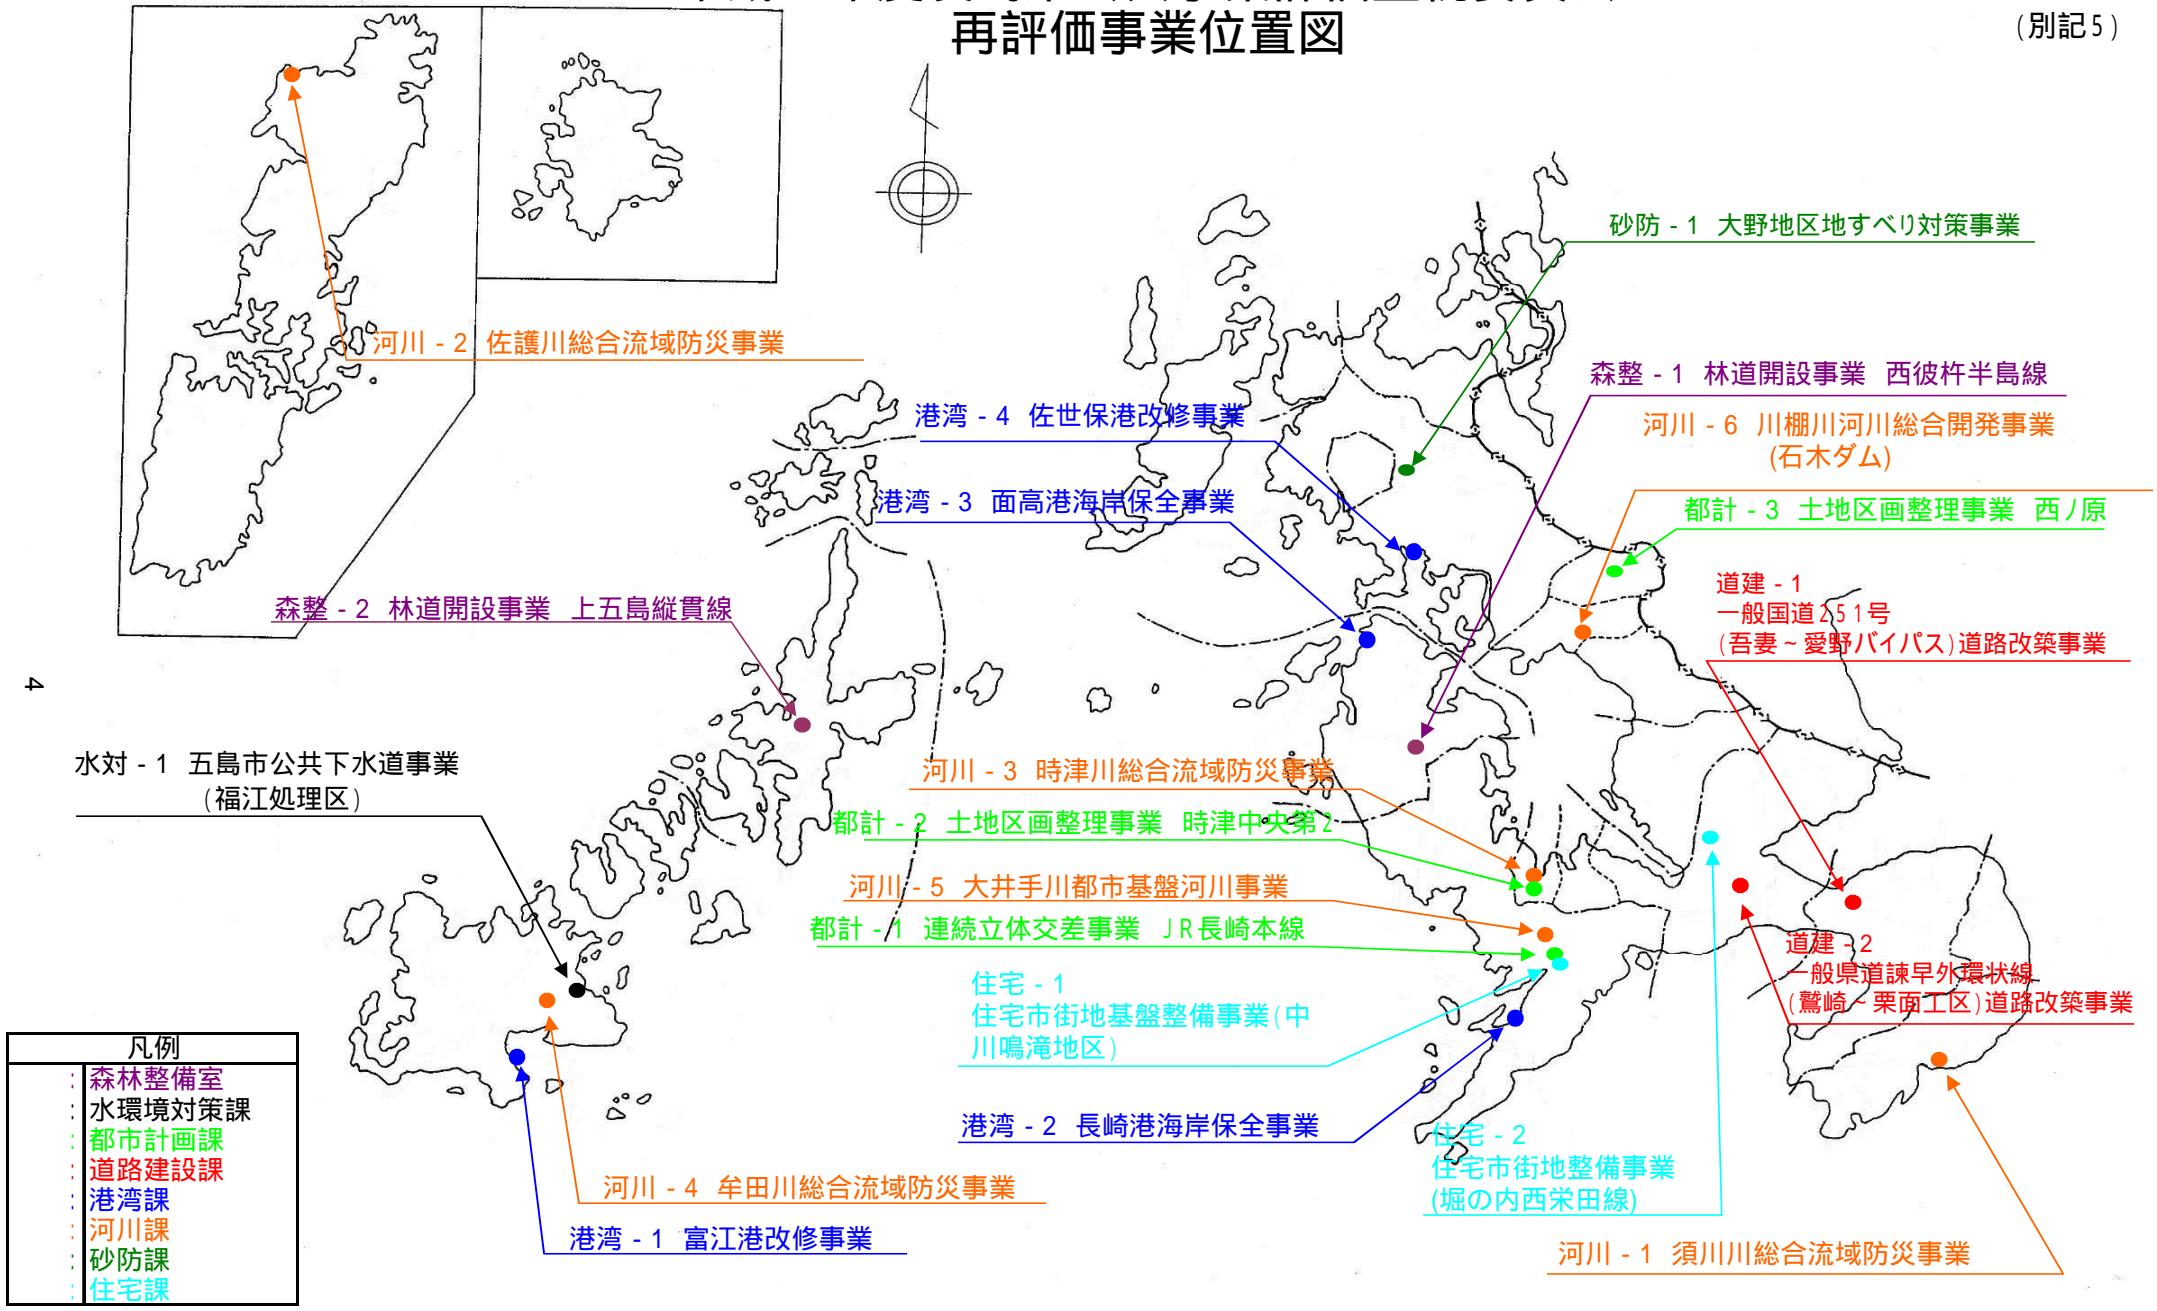 再評価事業位置図
(別記5)
砂防 - 1 大野地区地すべり対策事業
河川 - 2 佐護川総合流域防災事業
森整 - 1 林道開設事業 西彼杵半島線
港湾 - 4 佐世保港改修事業
河川 - 6 川棚川河川総合開発事業
(石木ダム)
港湾 - 3 面高港海岸保全事業
都計 - 3 土地区画整理事業 西ノ原
道建 - 1
一般国道251号
(吾妻~愛野バイパス)道路改築事業
森整 - 2 林道開設事業 上五島縦貫線
4
水対 - 1 五島市公共下水道事業
(福江処理区)
河川 - 3 時津川総合流域防災事業
都計 - 2 土地区画整理事業 時津中央第2
河川 - 5 大井手川都市基盤河川事業
都計 - 1 連続立体交差事業 JR長崎本線
道建 - 2
一般県道諫早外環状線
(鷲崎~栗面工区)道路改築事業
住宅 - 1
住宅市街地基盤整備事業(中
川鳴滝地区)
港湾 - 2 長崎港海岸保全事業
住宅 - 2
住宅市街地整備事業
(堀の内西栄田線)
河川 - 4 牟田川総合流域防災事業
港湾 - 1 富江港改修事業
河川 - 1 須川川総合流域防災事業
凡例
: 森林整備室
: 水環境対策課
: 都市計画課
: 道路建設課
: 港湾課
: 河川課
: 砂防課
: 住宅課